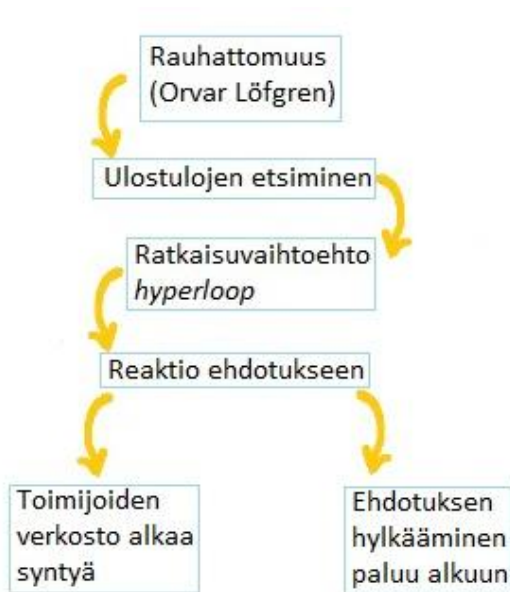 Rauhattomuus
(Orvar Löfgren)
Ulostulojen etsiminen
Ratkaisuvaihtoehto
hyperloop
Reaktio ehdotukseen
Toimijoiden
verkosto alkaa
syntyä
Ehdotuksen
hylkääminen
paluu alkuun